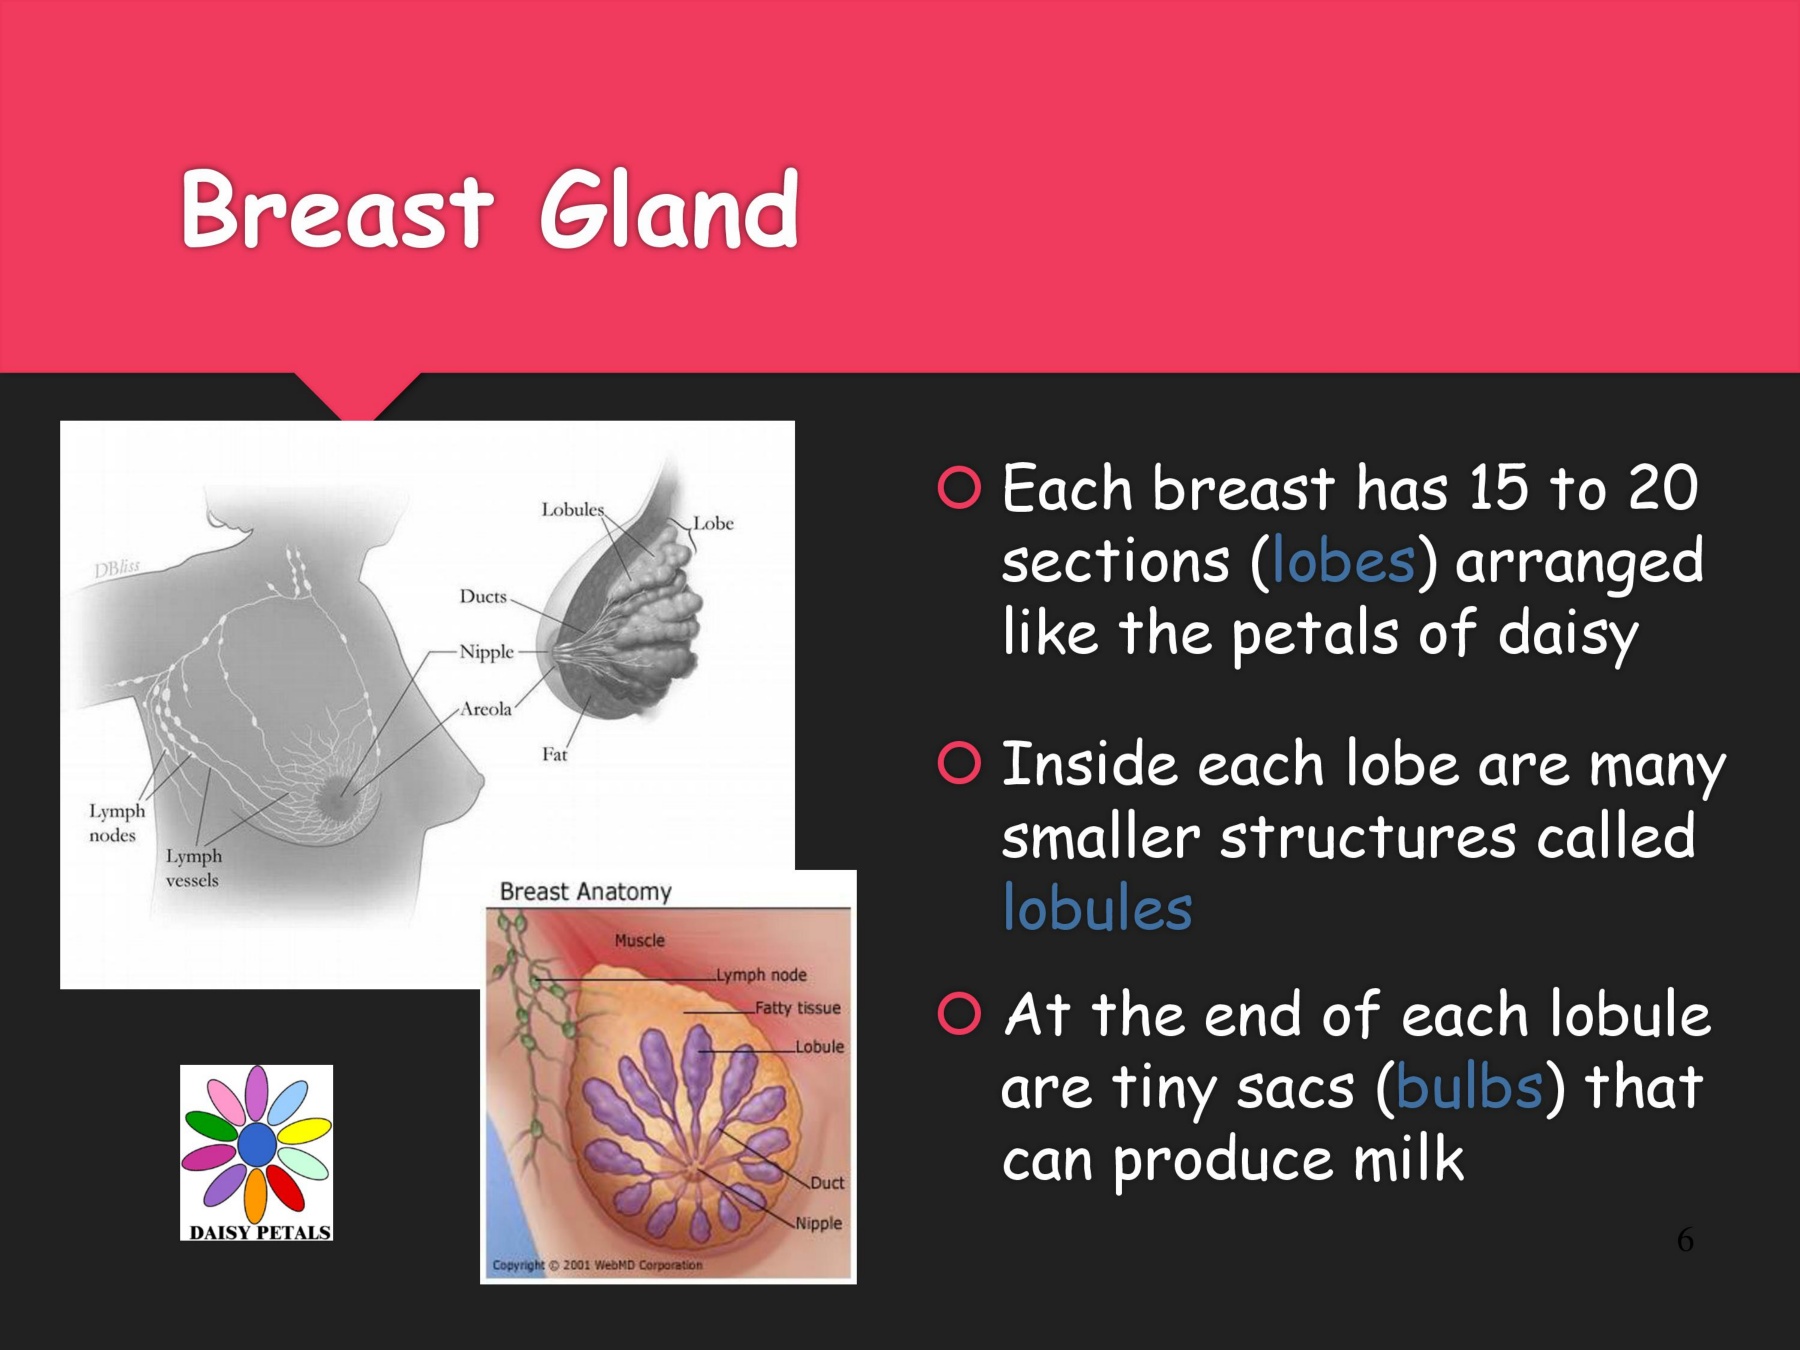 Breast Gland
DBliss
Lobules
Lobe
Ducts
Nipple
Areola
Fat
Lymph
nodes
Lymph
vessels
Breast Anatomy
Muscle
Lymph node
Fatty tissue
Lobule
Duct
Nipple
Copyright © 2001 WebMD Corporation
DAISY PETALS
Each breast has 15 to 20
sections (lobes) arranged
like the petals of daisy
Inside each lobe are many
smaller structures called
lobules
At the end of each lobule
are tiny sacs (bulbs) that
can produce milk
6